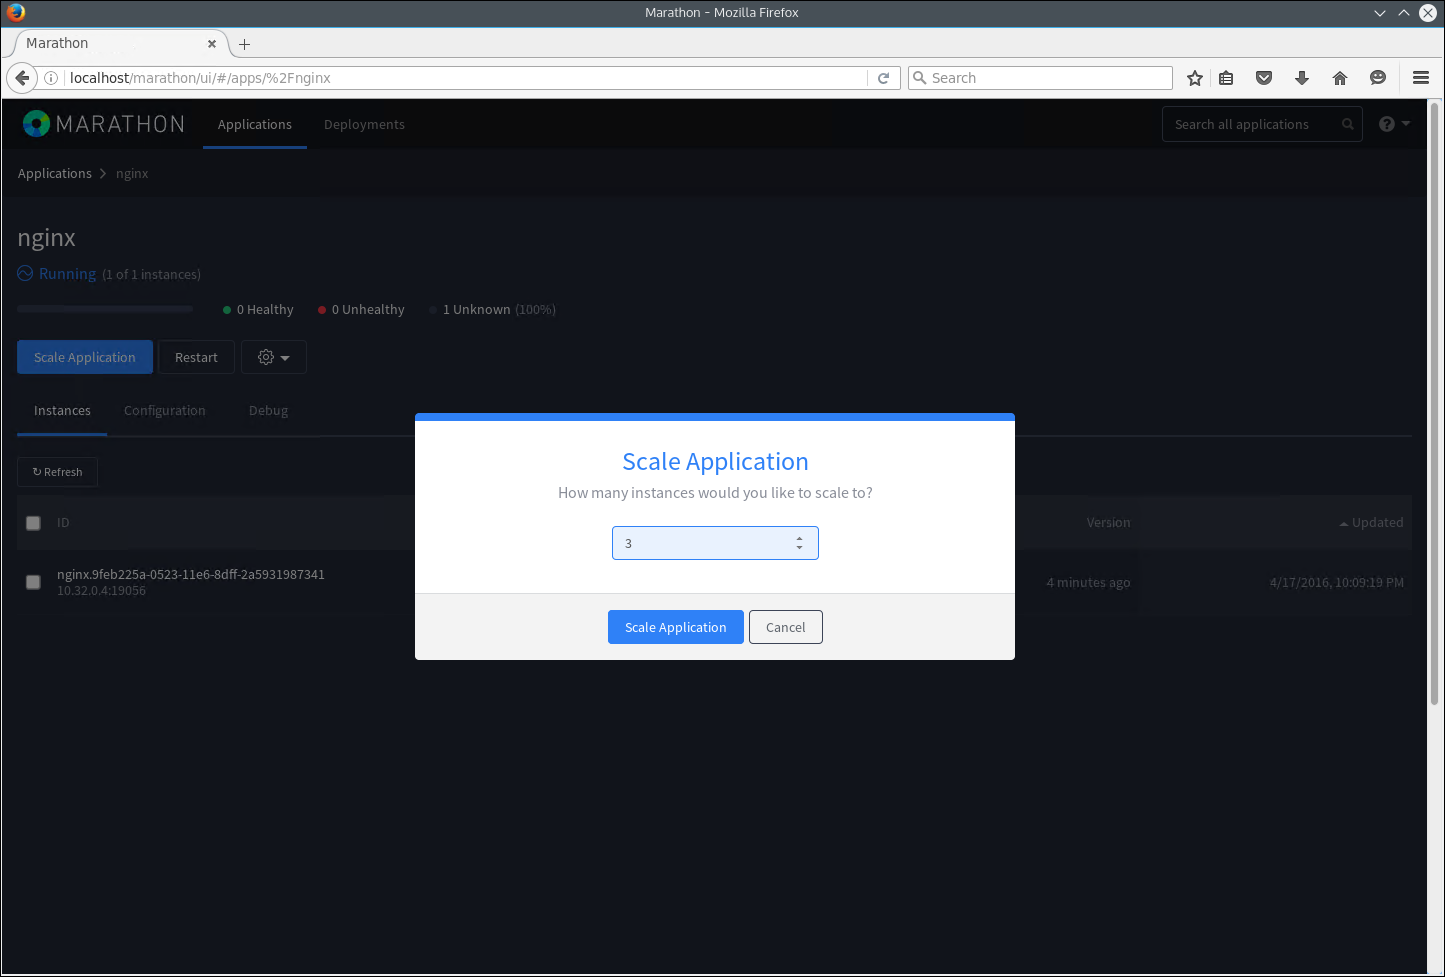 Marathon - Mozilla Firefox
Marathon
localhost/marathon/ui/#/apps/%2Fnginx
Search
MARATHON
Applications
Deployments
Search all applications
Applications
nginx
nginx
Running (1 of 1 instances)
0 Healthy
0 Unhealthy
1 Unknown (100%)
Scale Application
Restart
Instances
Configuration
Debug
Refresh
ID
Version
Updated
nginx.9feb225a-0523-11e6-8dff-2a5931987341
10.32.0.4:19056
4 minutes ago
4/17/2016, 10:09:19 PM
Scale Application
How many instances would you like to scale to?
3
Scale Application
Cancel